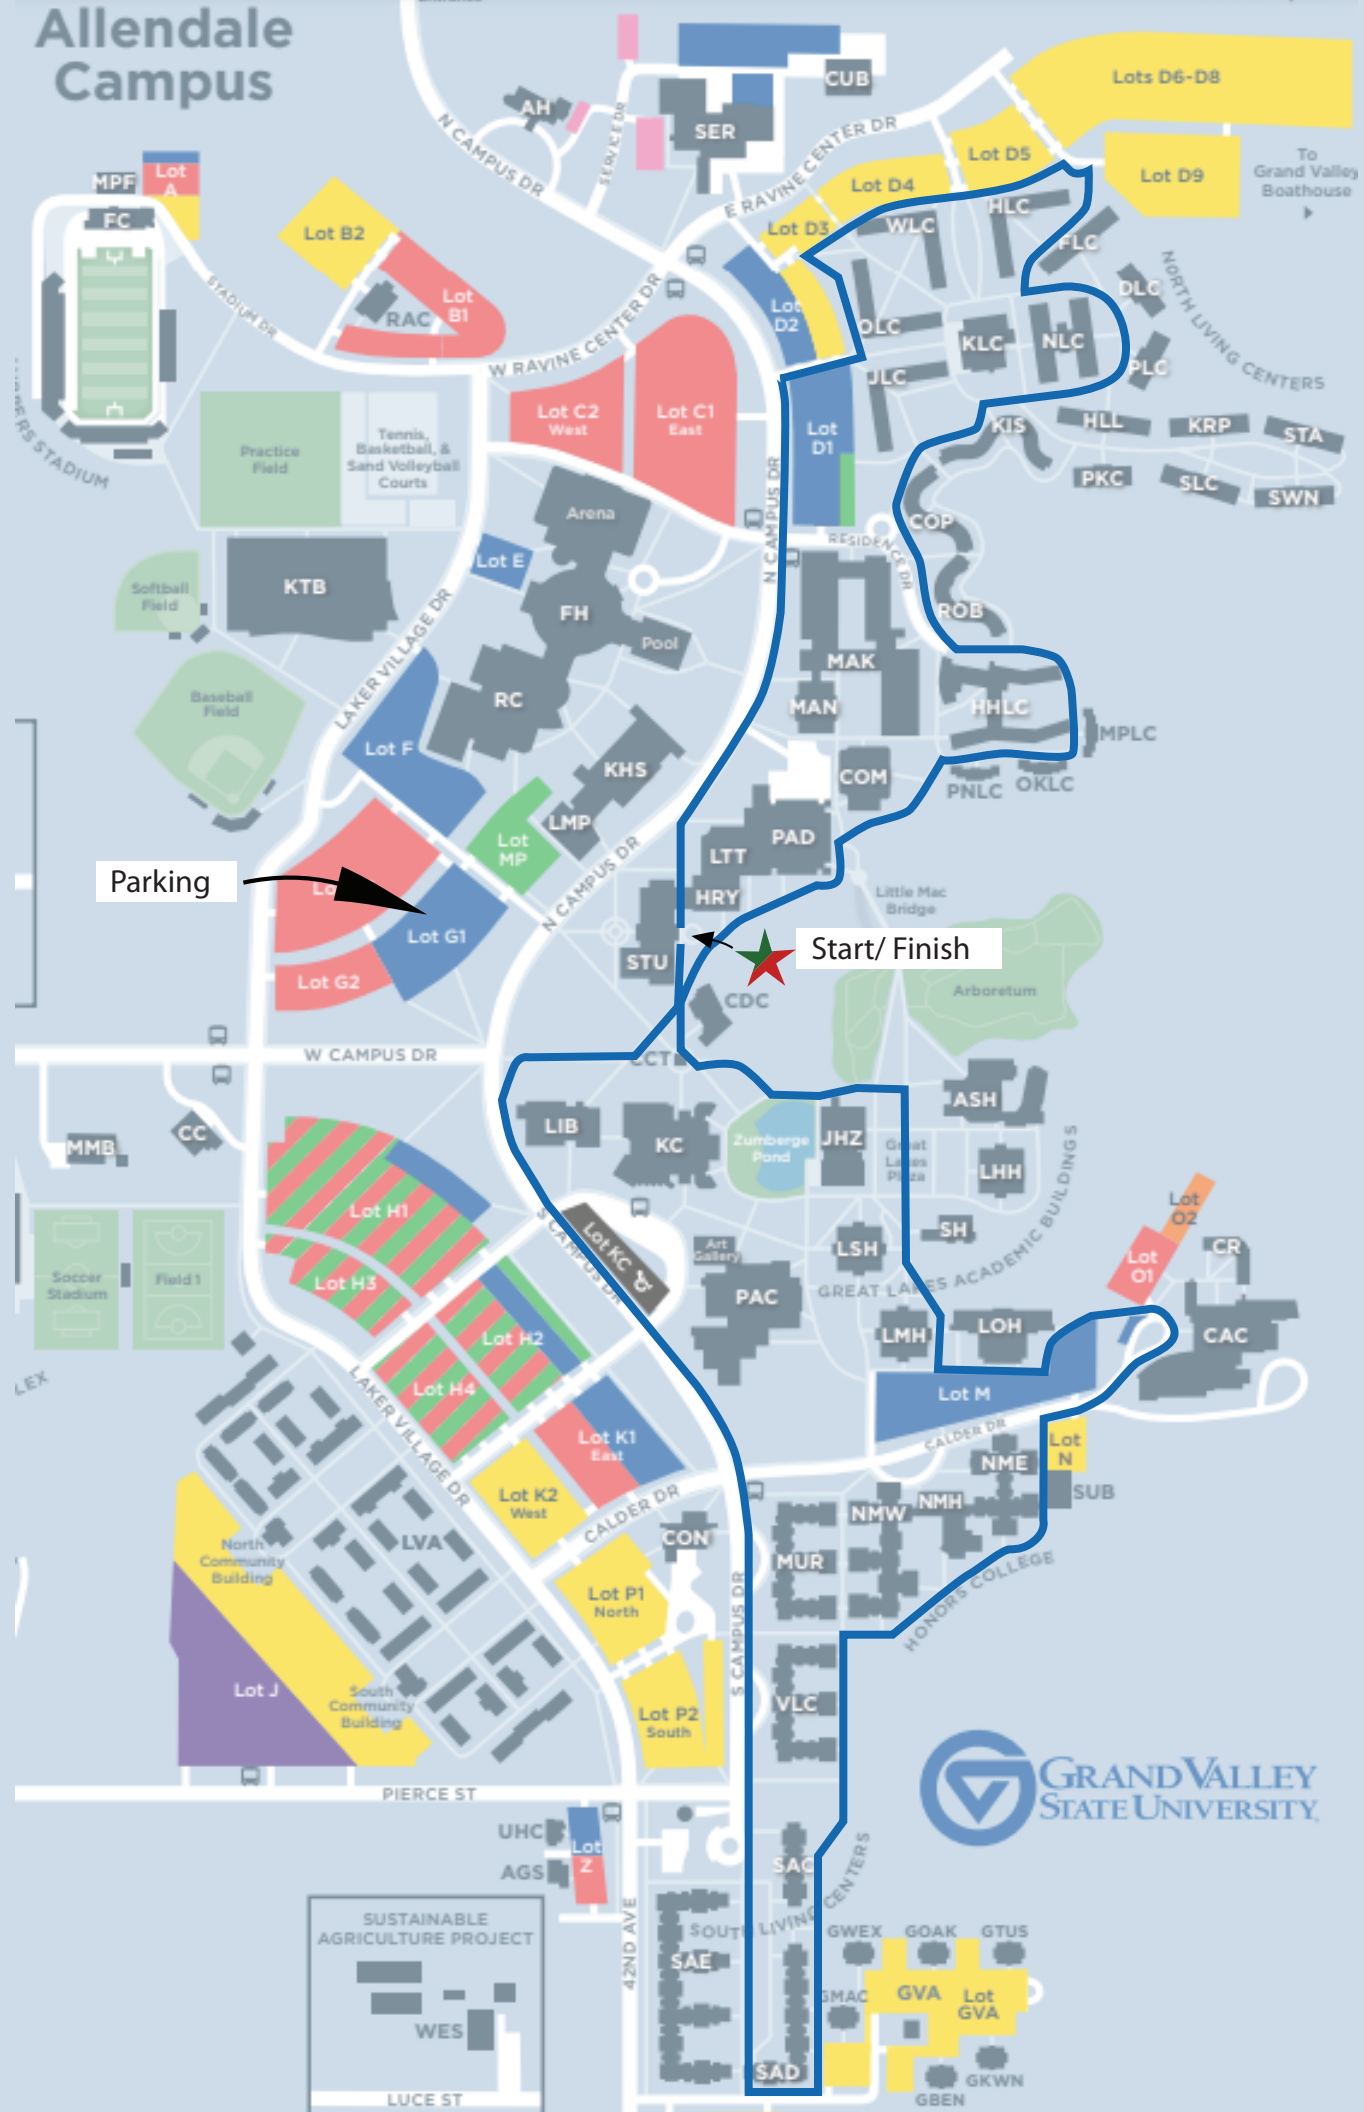 Allendale
Campus
N CAMPUS DR
AH
SERVICE DR
SER
CUB
E RAVINE CENTER DR
Lots D6-D8
Lot D5
Lot D9
To
Grand Valley
Boathouse
Lot D4
Lot D3
MPF
Lot
A
FC
Lot B2
RAC
Lot
B1
STADIUM DR
W RAVINE CENTER DR
Lot
D2
WLC
HLC
FLC
DLC
OLC
KLC
NLC
PLC
JLC
NORTH LIVING CENTERS
Practice
Field
Tennis,
Basketball, &
Sand Volleyball
Courts
Lot C2
West
Lot C1
East
Lot
D1
KIS
HLL
KRP
STA
PKC
SLC
SWN
N CAMPUS DR
RESIDENCE DR
COP
ROB
Arena
Lot E
KTB
Softball
Field
FH
Pool
MAK
MAN
HHLC
MPLC
LAKER VILLAGE DR
Baseball
Field
RC
Lot F
KHS
LMP
COM
PNLC
OKLC
PAD
LTT
HRY
Lot
MP
N CAMPUS DR
Parking
Lot G1
Lot G2
Little Mac
Bridge
STU
Start/ Finish
CDC
Arboretum
W CAMPUS DR
CCT
MMB
CC
LIB
KC
Zumberge
Pond
JHZ
Great
Lakes
Plaza
ASH
LHH
Lot H1
Lot H3
Lot KC
S CAMPUS DR
Art
Gallery
PAC
LSH
SH
GREAT LAKES ACADEMIC BUILDINGS
Lot
O2
Lot
O1
CR
CAC
Soccer
Stadium
Field 1
Lot H2
Lot H4
LMH
LOH
Lot M
CALDER DR
LAKER VILLAGE DR
Lot K1
East
Lot K2
West
CALDER DR
Lot
N
SUB
NME
NMH
NMW
HONORS COLLEGE
CON
MUR
North
Community
Building
LVA
Lot P1
North
Lot J
South
Community
Building
Lot P2
South
S CAMPUS DR
VLC
PIERCE ST
GRAND VALLEY
STATE UNIVERSITY
UHC
AGS
Lot
Z
SAC
SOUTH LIVING CENTERS
SAE
SAD
42ND AVE
SUSTAINABLE
AGRICULTURE PROJECT
WES
LUCE ST
GWEX
GOAK
GTUS
GMAC
GVA
Lot
GVA
GKWN
GBEN